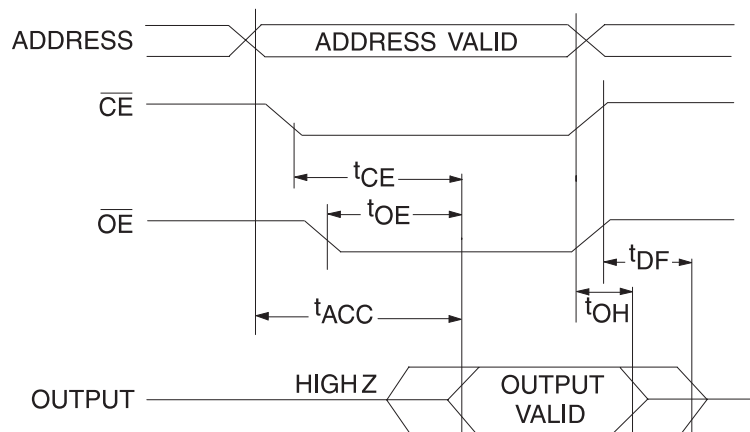 ADDRESS
ADDRESS VALID
CE
tCE
OE
tOE
tDF
tACC
tOH
OUTPUT
HIGH Z
OUTPUT
VALID